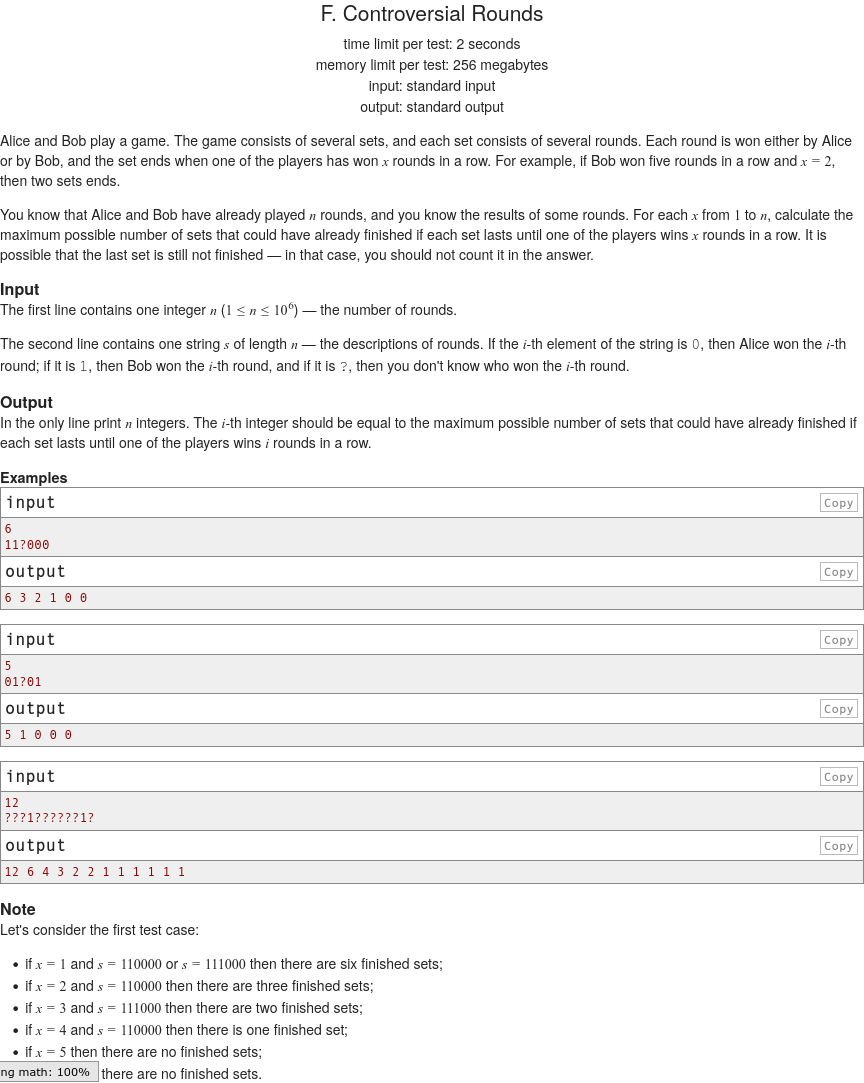 F. Controversial Rounds
time limit per test: 2 seconds
memory limit per test: 256 megabytes
input: standard input
output: standard output
Alice and Bob play a game. The game consists of several sets, and each set consists of several rounds. Each round is won either by Alice
or by Bob, and the set ends when one of the players has won x rounds in a row. For example, if Bob won five rounds in a row and x = 2,
then two sets ends.
You know that Alice and Bob have already played n rounds, and you know the results of some rounds. For each x from 1 to n, calculate the
maximum possible number of sets that could have already finished if each set lasts until one of the players wins x rounds in a row. It is
possible that the last set is still not finished — in that case, you should not count it in the answer.
Input
The first line contains one integer n (1 ≤ n ≤ 10⁶) — the number of rounds.
The second line contains one string s of length n — the descriptions of rounds. If the i-th element of the string is 0, then Alice won the i-th
round; if it is 1, then Bob won the i-th round, and if it is ?, then you don't know who won the i-th round.
Output
In the only line print n integers. The i-th integer should be equal to the maximum possible number of sets that could have already finished if
each set lasts until one of the players wins i rounds in a row.
Examples
input Copy
6
11?000
output Copy
6 3 2 1 0 0
input Copy
5
01?01
output Copy
5 1 0 0 0
input Copy
12
???1??????1?
output Copy
12 6 4 3 2 2 1 1 1 1 1 1
Note
Let's consider the first test case:
• if x = 1 and s = 110000 or s = 111000 then there are six finished sets;
• if x = 2 and s = 110000 then there are three finished sets;
• if x = 3 and s = 111000 then there are two finished sets;
• if x = 4 and s = 110000 then there is one finished set;
• if x = 5 then there are no finished sets;
ng math: 100% there are no finished sets.